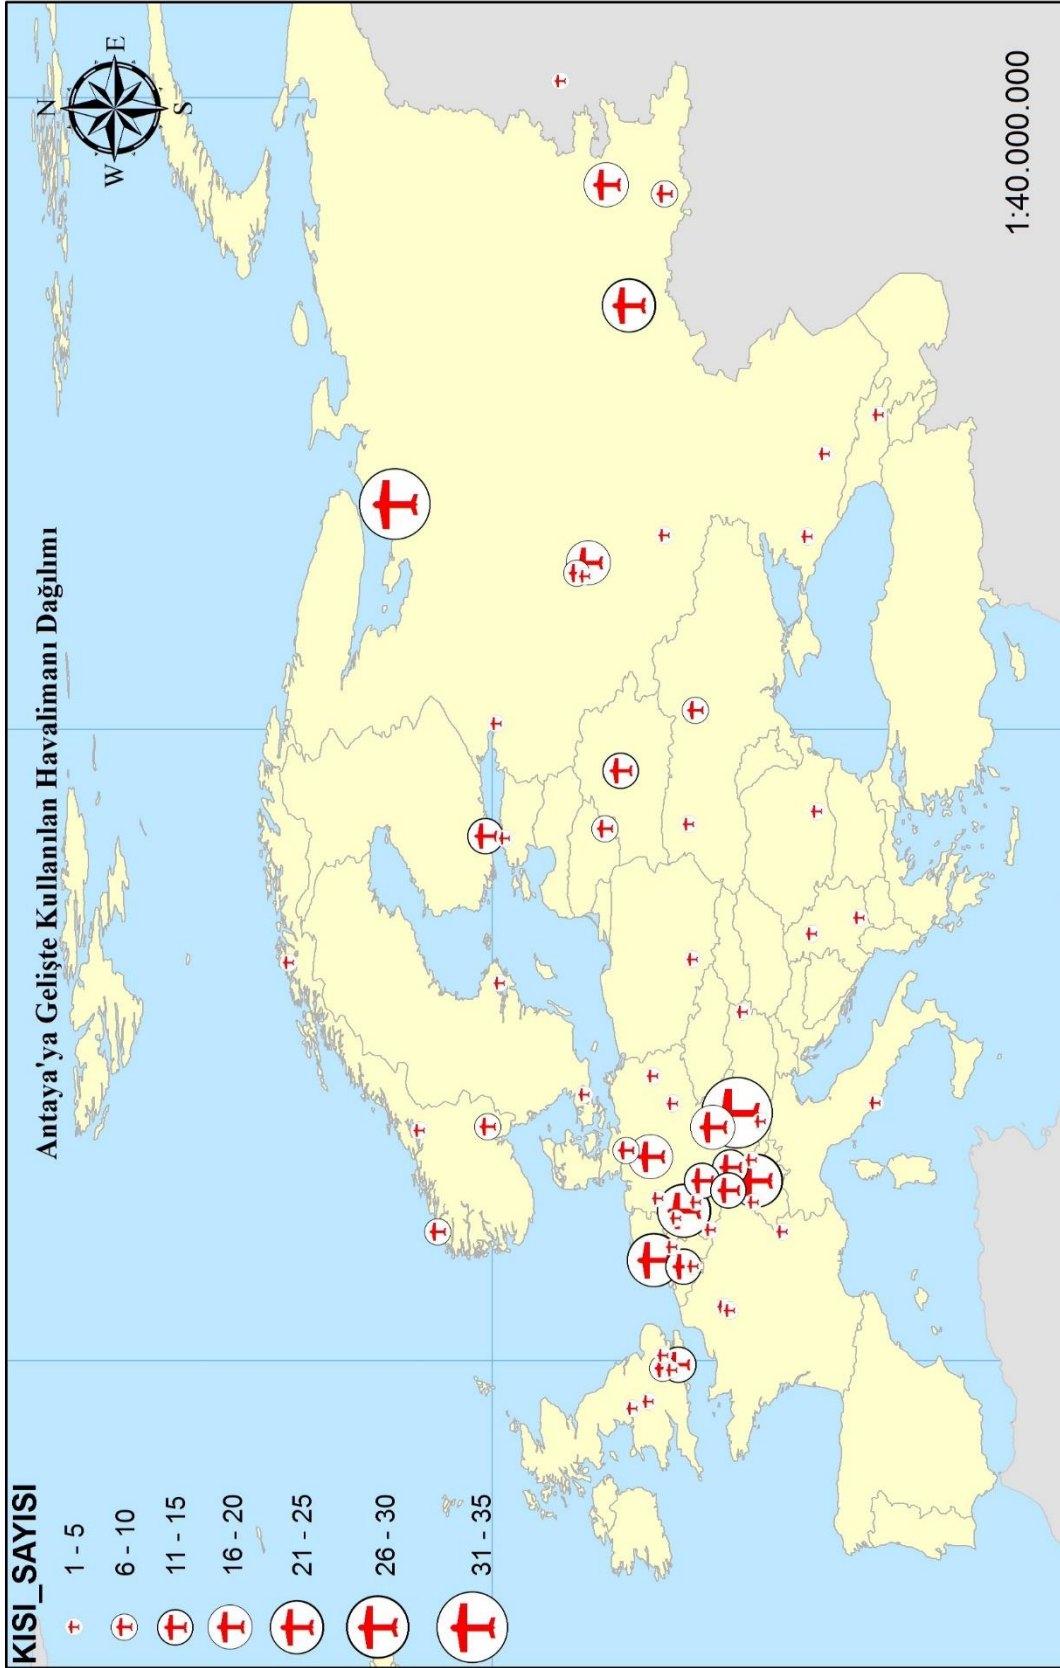 Antaya'ya Gelişte Kullanılan Havalimanı Dağılımı
N
W
E
S
KISI_SAYISI
1 - 5
6 - 10
11 - 15
16 - 20
21 - 25
26 - 30
31 - 35
1:40.000.000